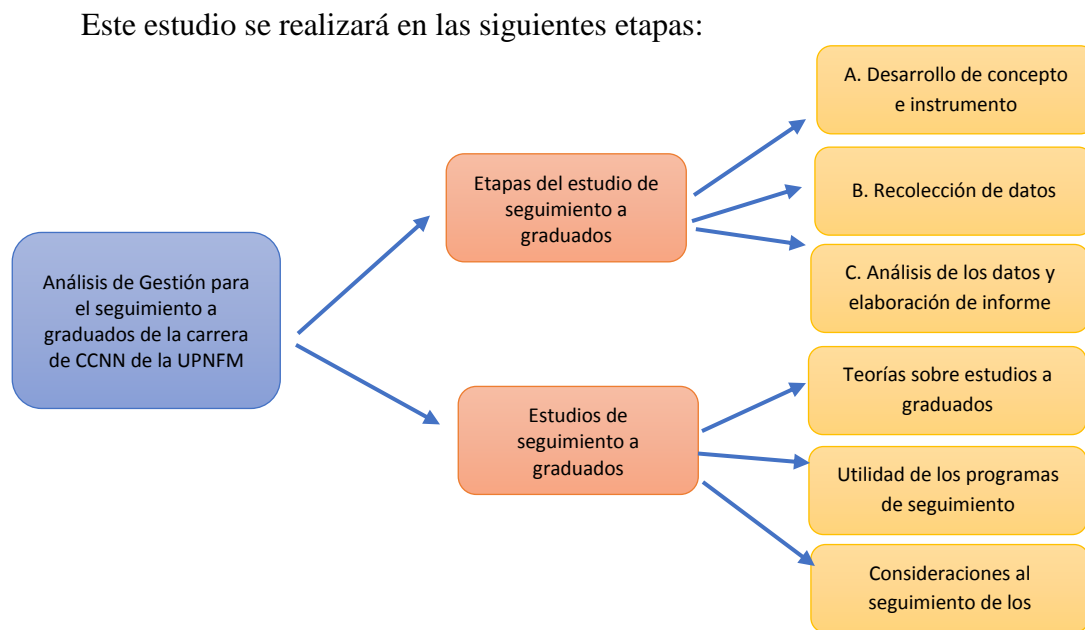 Este estudio se realizará en las siguientes etapas:
Análisis de Gestión para
el seguimiento a
graduados de la carrera
de CCNN de la UPNFM
Etapas del estudio de
seguimiento a
graduados
A. Desarrollo de concepto
e instrumento
B. Recolección de datos
C. Análisis de los datos y
elaboración de informe
Estudios de
seguimiento a
graduados
Teorías sobre estudios a
graduados
Utilidad de los programas
de seguimiento
Consideraciones al
seguimiento de los